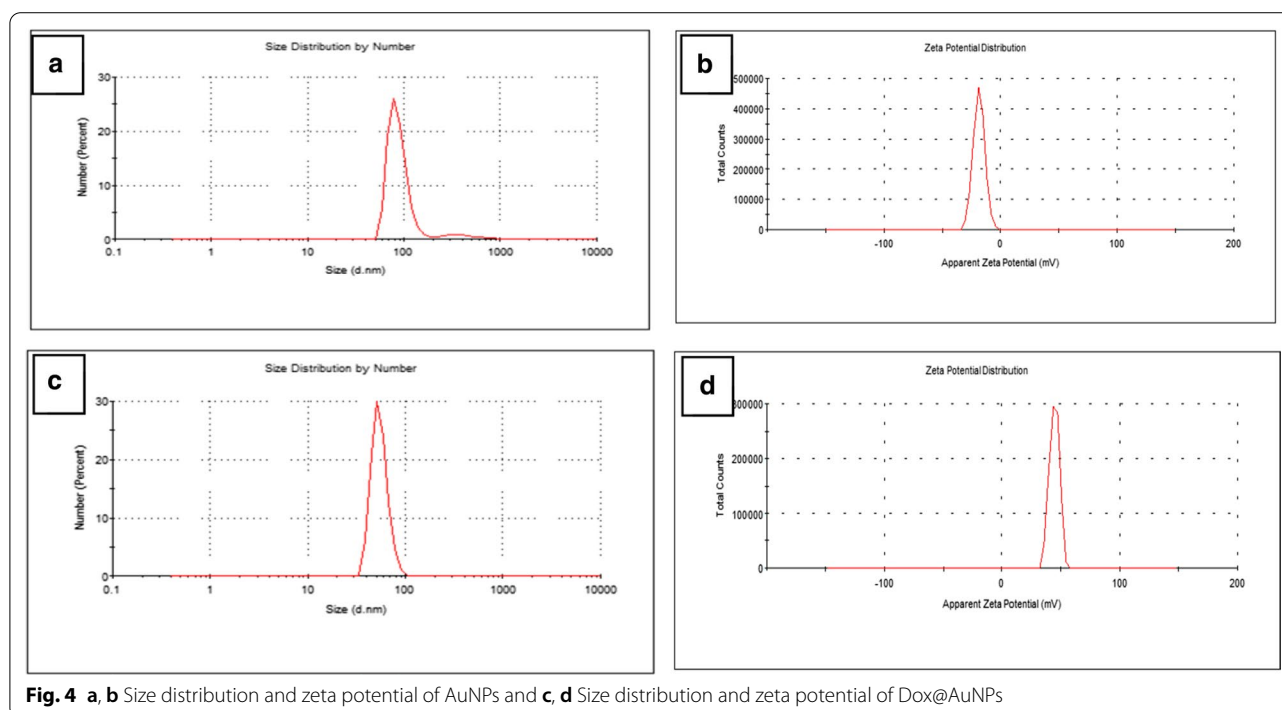 a
Size Distribution by Number
30
20
10
0
Number (Percent)
0.1 1 10 100 1000 10000
Size (d.nm)
b
Zeta Potential Distribution
500000
400000
300000
200000
100000
0
Total Counts
-100 0 100 200
Apparent Zeta Potential (mV)
c
Size Distribution by Number
30
20
10
0
Number (Percent)
0.1 1 10 100 1000 10000
Size (d.nm)
d
Zeta Potential Distribution
300000
200000
100000
0
Total Counts
-100 0 100 200
Apparent Zeta Potential (mV)
Fig. 4 a, b Size distribution and zeta potential of AuNPs and c, d Size distribution and zeta potential of Dox@AuNPs